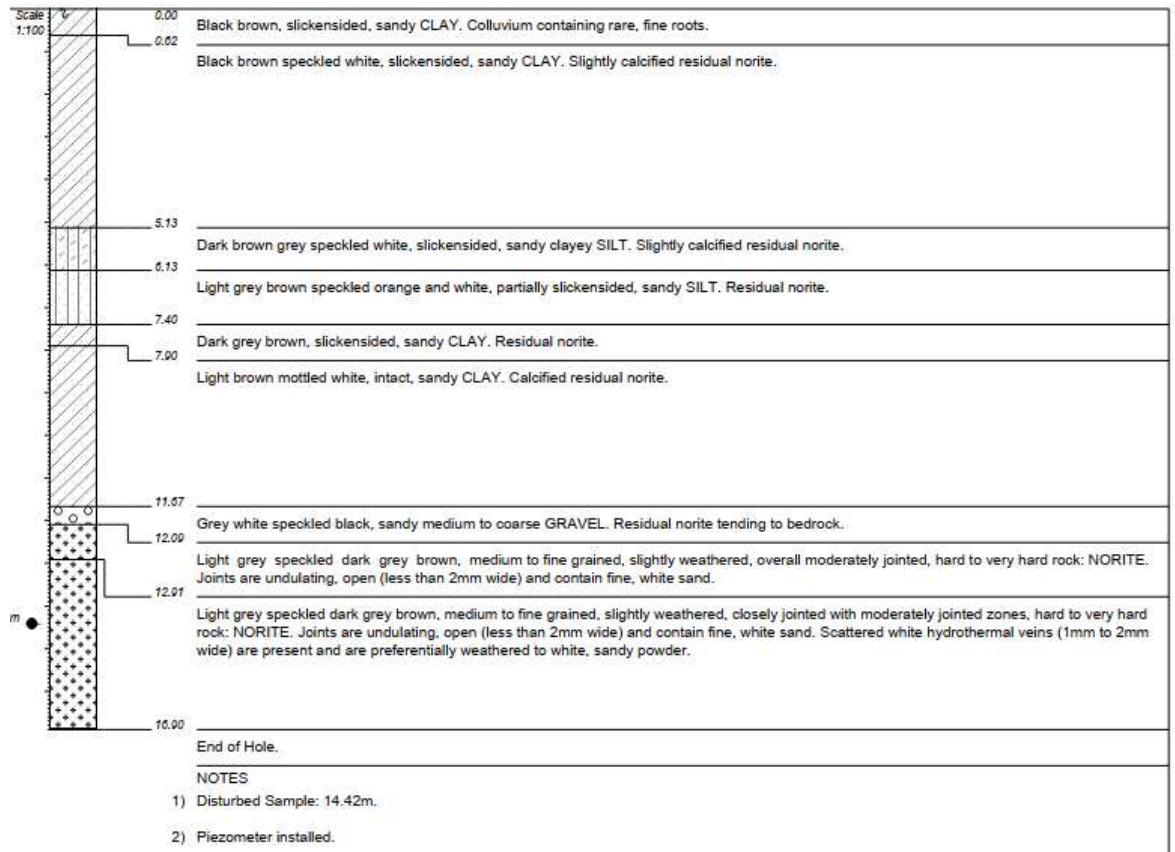 Scale
1:100
0.00
Black brown, slickensided, sandy CLAY. Colluvium containing rare, fine roots.
0.62
Black brown speckled white, slickensided, sandy CLAY. Slightly calcified residual norite.
5.13
Dark brown grey speckled white, slickensided, sandy clayey SILT. Slightly calcified residual norite.
6.13
Light grey brown speckled orange and white, partially slickensided, sandy SILT. Residual norite.
7.40
Dark grey brown, slickensided, sandy CLAY. Residual norite.
7.90
Light brown mottled white, intact, sandy CLAY. Calcified residual norite.
11.67
Grey white speckled black, sandy medium to coarse GRAVEL. Residual norite tending to bedrock.
12.09
Light grey speckled dark grey brown, medium to fine grained, slightly weathered, overall moderately jointed, hard to very hard rock: NORITE.
Joints are undulating, open (less than 2mm wide) and contain fine, white sand.
12.91
Light grey speckled dark grey brown, medium to fine grained, slightly weathered, closely jointed with moderately jointed zones, hard to very hard
m
rock: NORITE. Joints are undulating, open (less than 2mm wide) and contain fine, white sand. Scattered white hydrothermal veins (1mm to 2mm
wide) are present and are preferentially weathered to white, sandy powder.
16.90
End of Hole.
NOTES
1) Disturbed Sample: 14.42m.
2) Piezometer installed.